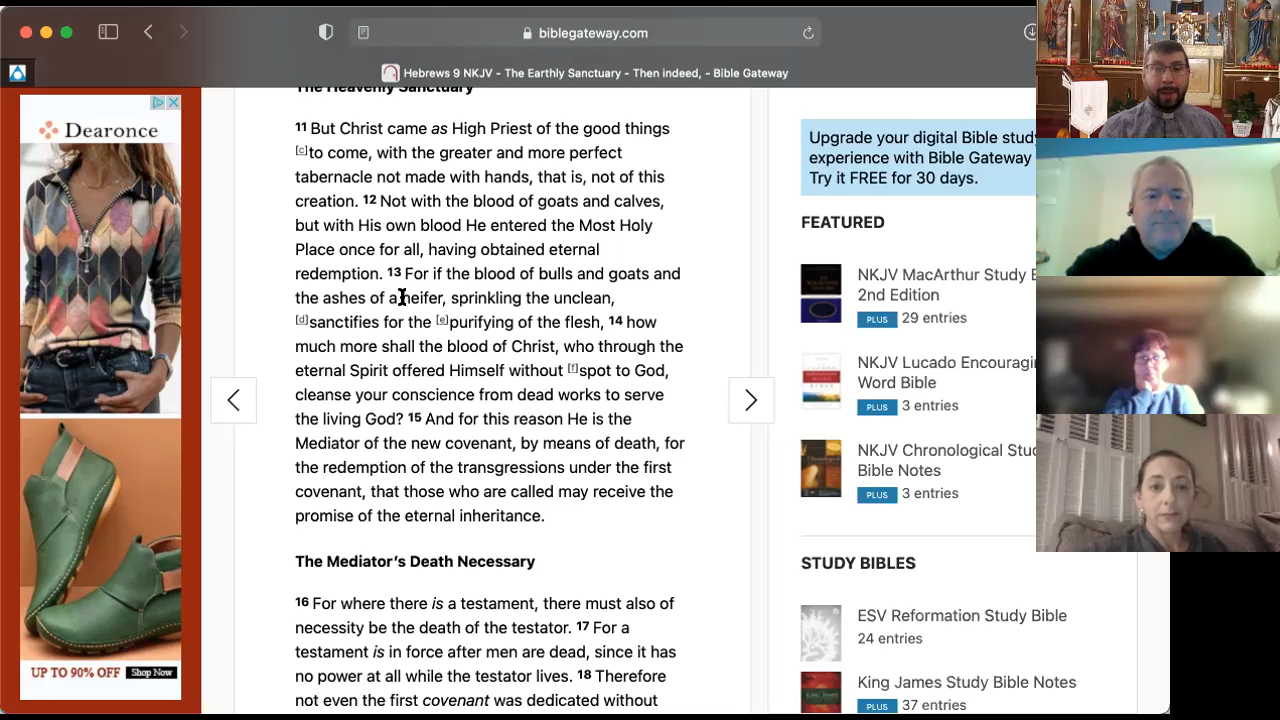 biblegateway.com
Hebrews 9 NKJV - The Earthly Sanctuary - Then indeed, - Bible Gateway
Dearonce
UP TO 90% OFF Shop Now
The Heavenly Sanctuary
11 But Christ came as High Priest of the good things
[c]to come, with the greater and more perfect
tabernacle not made with hands, that is, not of this
creation. 12 Not with the blood of goats and calves,
but with His own blood He entered the Most Holy
Place once for all, having obtained eternal
redemption. 13 For if the blood of bulls and goats and
the ashes of a heifer, sprinkling the unclean,
[d]sanctifies for the [e]purifying of the flesh, 14 how
much more shall the blood of Christ, who through the
eternal Spirit offered Himself without [f]spot to God,
cleanse your conscience from dead works to serve
the living God? 15 And for this reason He is the
Mediator of the new covenant, by means of death, for
the redemption of the transgressions under the first
covenant, that those who are called may receive the
promise of the eternal inheritance.
The Mediator's Death Necessary
16 For where there is a testament, there must also of
necessity be the death of the testator. 17 For a
testament is in force after men are dead, since it has
no power at all while the testator lives. 18 Therefore
not even the first covenant was dedicated without
Upgrade your digital Bible stud
experience with Bible Gateway
Try it FREE for 30 days.
FEATURED
NKJV MacArthur Study B
2nd Edition
PLUS 29 entries
NKJV Lucado Encouragin
Word Bible
PLUS 3 entries
NKJV Chronological Stud
Bible Notes
PLUS 3 entries
STUDY BIBLES
ESV Reformation Study Bible
24 entries
King James Study Bible Notes
PLUS 37 entries